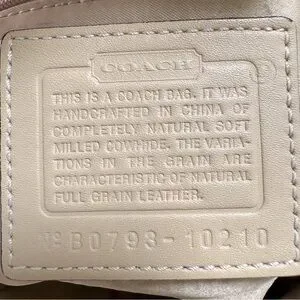 COACH
THIS IS A COACH BAG. IT WAS
HANDCRAFTED IN CHINA OF
COMPLETELY NATURAL SOFT
MILLED COWHIDE. THE VARIA-
TIONS IN THE GRAIN ARE
CHARACTERISTIC OF NATURAL
FULL GRAIN LEATHER.
Nº B0793-10210